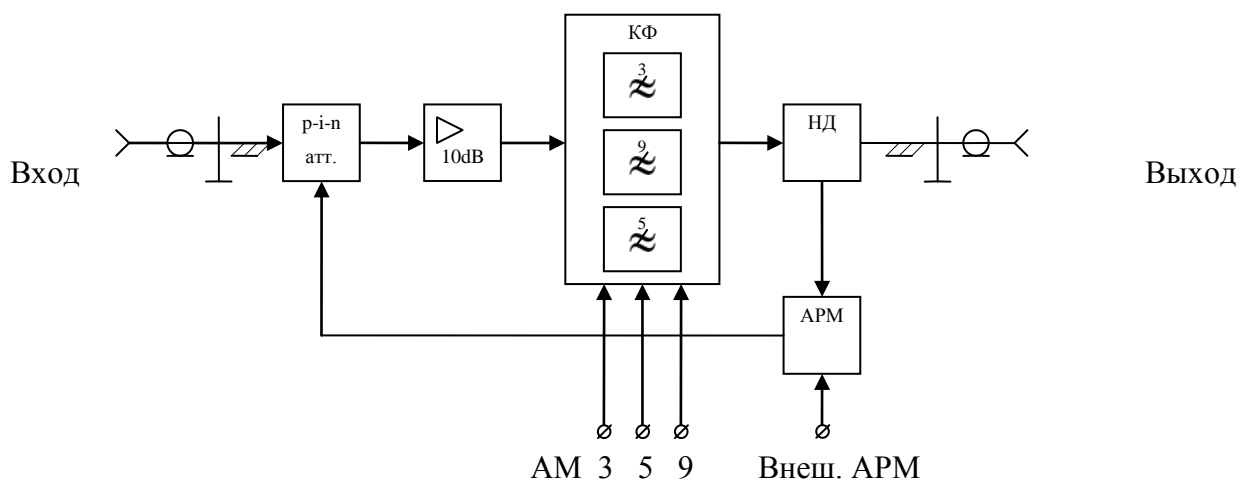 КФ
3
p-i-n
атт.
10dB
9
НД
Вход
Выход
5
АРМ
АМ 3 5 9
Внеш. АРМ